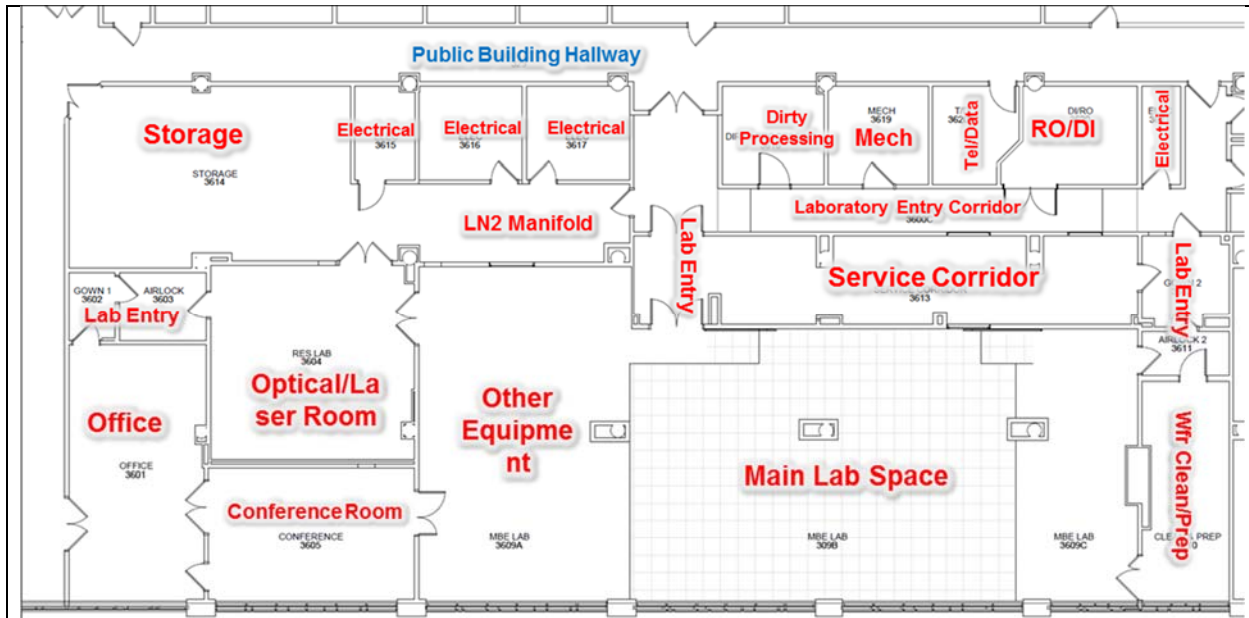 Public Building Hallway
Storage
STORAGE
3614
Electrical
3615
Electrical
3616
Electrical
3617
Dirty
Processing
MECH
3619
Mech
Tel/Data
DI/RO
RO/DI
Electrical
LN2 Manifold
Laboratory Entry Corridor
3600C
Lab Entry
Service Corridor
3613
Lab Entry
GOWN 1
3602
AIRLOCK
3603
Lab Entry
AIRLOCK 2
3611
RES LAB
3604
Optical/La
ser Room
Other
Equipme
nt
Office
OFFICE
3601
Main Lab Space
Wfr Clean/Prep
Conference Room
CONFERENCE
3605
MBE LAB
3609A
MBE LAB
309B
MBE LAB
3609C